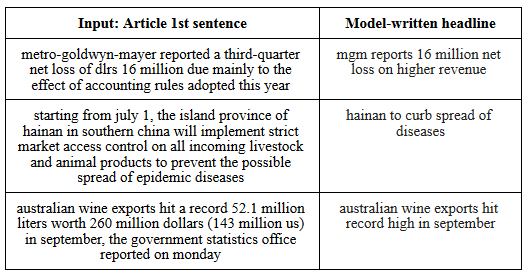 Input: Article 1st sentence
Model-written headline
metro-goldwyn-mayer reported a third-quarter
net loss of dlrs 16 million due mainly to the
effect of accounting rules adopted this year
mgm reports 16 million net
loss on higher revenue
starting from july 1, the island province of
hainan in southern china will implement strict
market access control on all incoming livestock
and animal products to prevent the possible
spread of epidemic diseases
hainan to curb spread of
diseases
australian wine exports hit a record 52.1 million
liters worth 260 million dollars (143 million us)
in september, the government statistics office
reported on monday
australian wine exports hit
record high in september